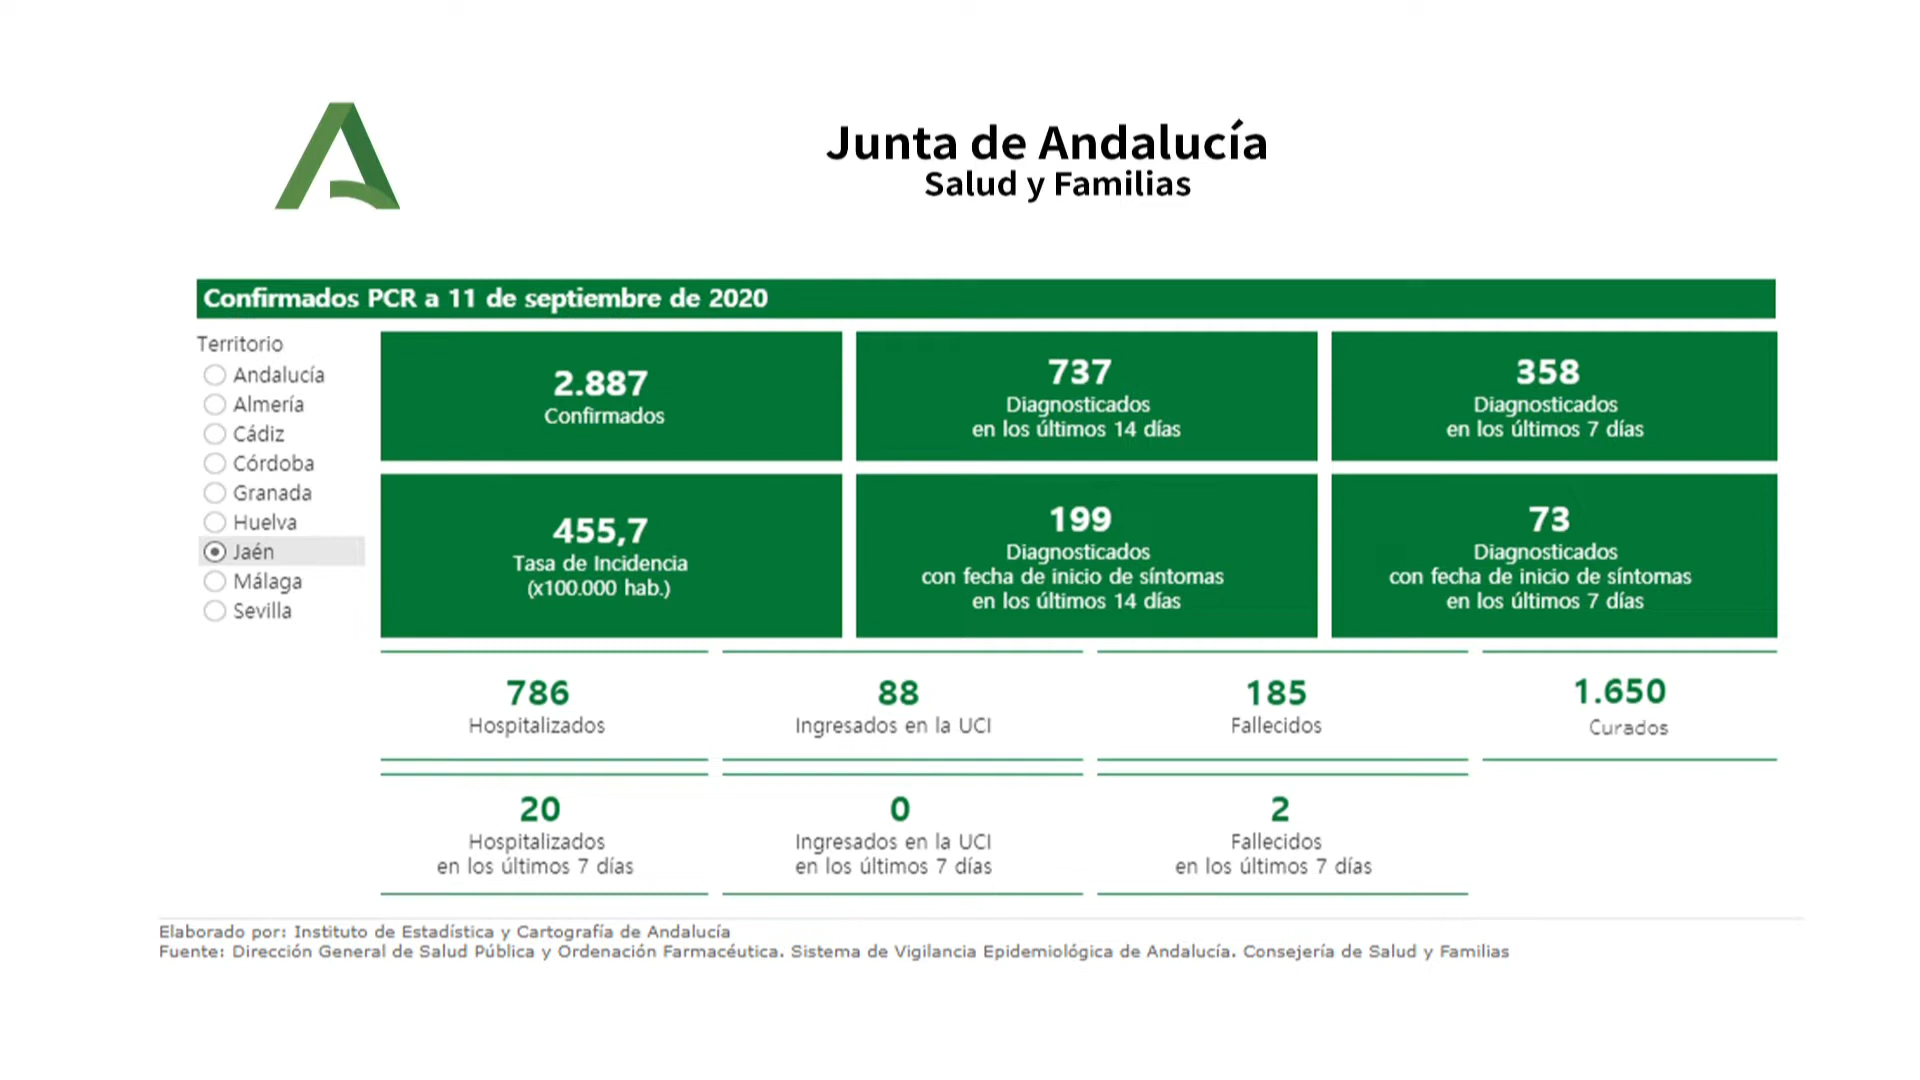 Junta de Andalucía
Salud y Familias
Confirmados PCR a 11 de septiembre de 2020
Territorio
Andalucía
Almería
Cádiz
Córdoba
Granada
Huelva
Jaén
Málaga
Sevilla
2.887
Confirmados
737
Diagnosticados
en los últimos 14 días
358
Diagnosticados
en los últimos 7 días
455,7
Tasa de Incidencia
(x100.000 hab.)
199
Diagnosticados
con fecha de inicio de síntomas
en los últimos 14 días
73
Diagnosticados
con fecha de inicio de síntomas
en los últimos 7 días
786
Hospitalizados
88
Ingresados en la UCI
185
Fallecidos
1.650
Curados
20
Hospitalizados
en los últimos 7 días
0
Ingresados en la UCI
en los últimos 7 días
2
Fallecidos
en los últimos 7 días
Elaborado por: Instituto de Estadística y Cartografía de Andalucía
Fuente: Dirección General de Salud Pública y Ordenación Farmacéutica. Sistema de Vigilancia Epidemiológica de Andalucía. Consejería de Salud y Familias